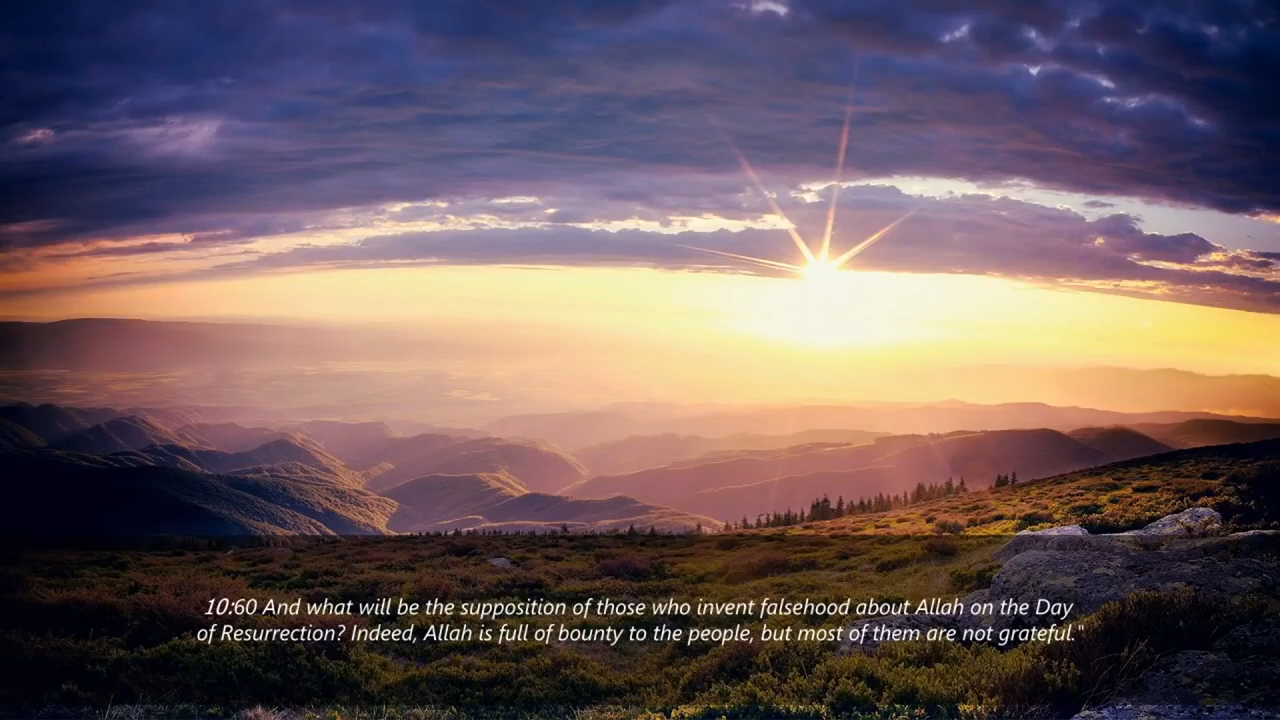 10:60 And what will be the supposition of those who invent falsehood about Allah on the Day
of Resurrection? Indeed, Allah is full of bounty to the people, but most of them are not grateful."